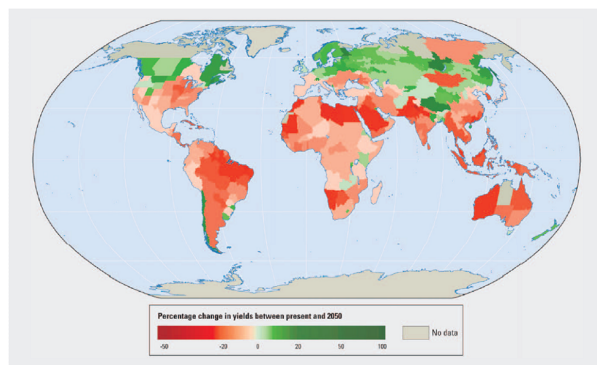 Percentage change in yields between present and 2050
-50 -20 0 20 50 100
No data